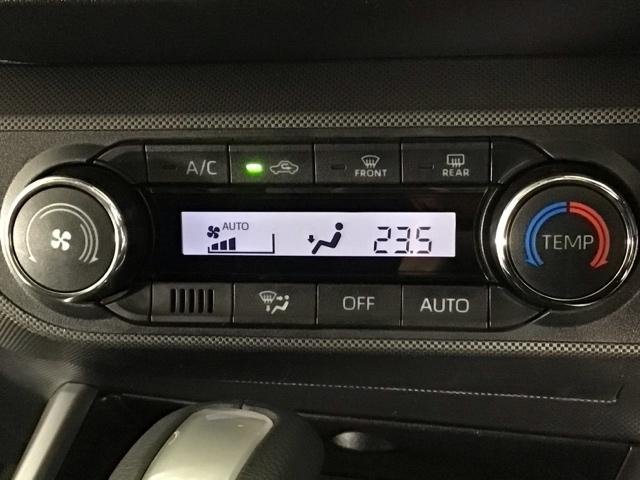 A/C
FRONT
REAR
AUTO
23.5
TEMP
OFF
AUTO